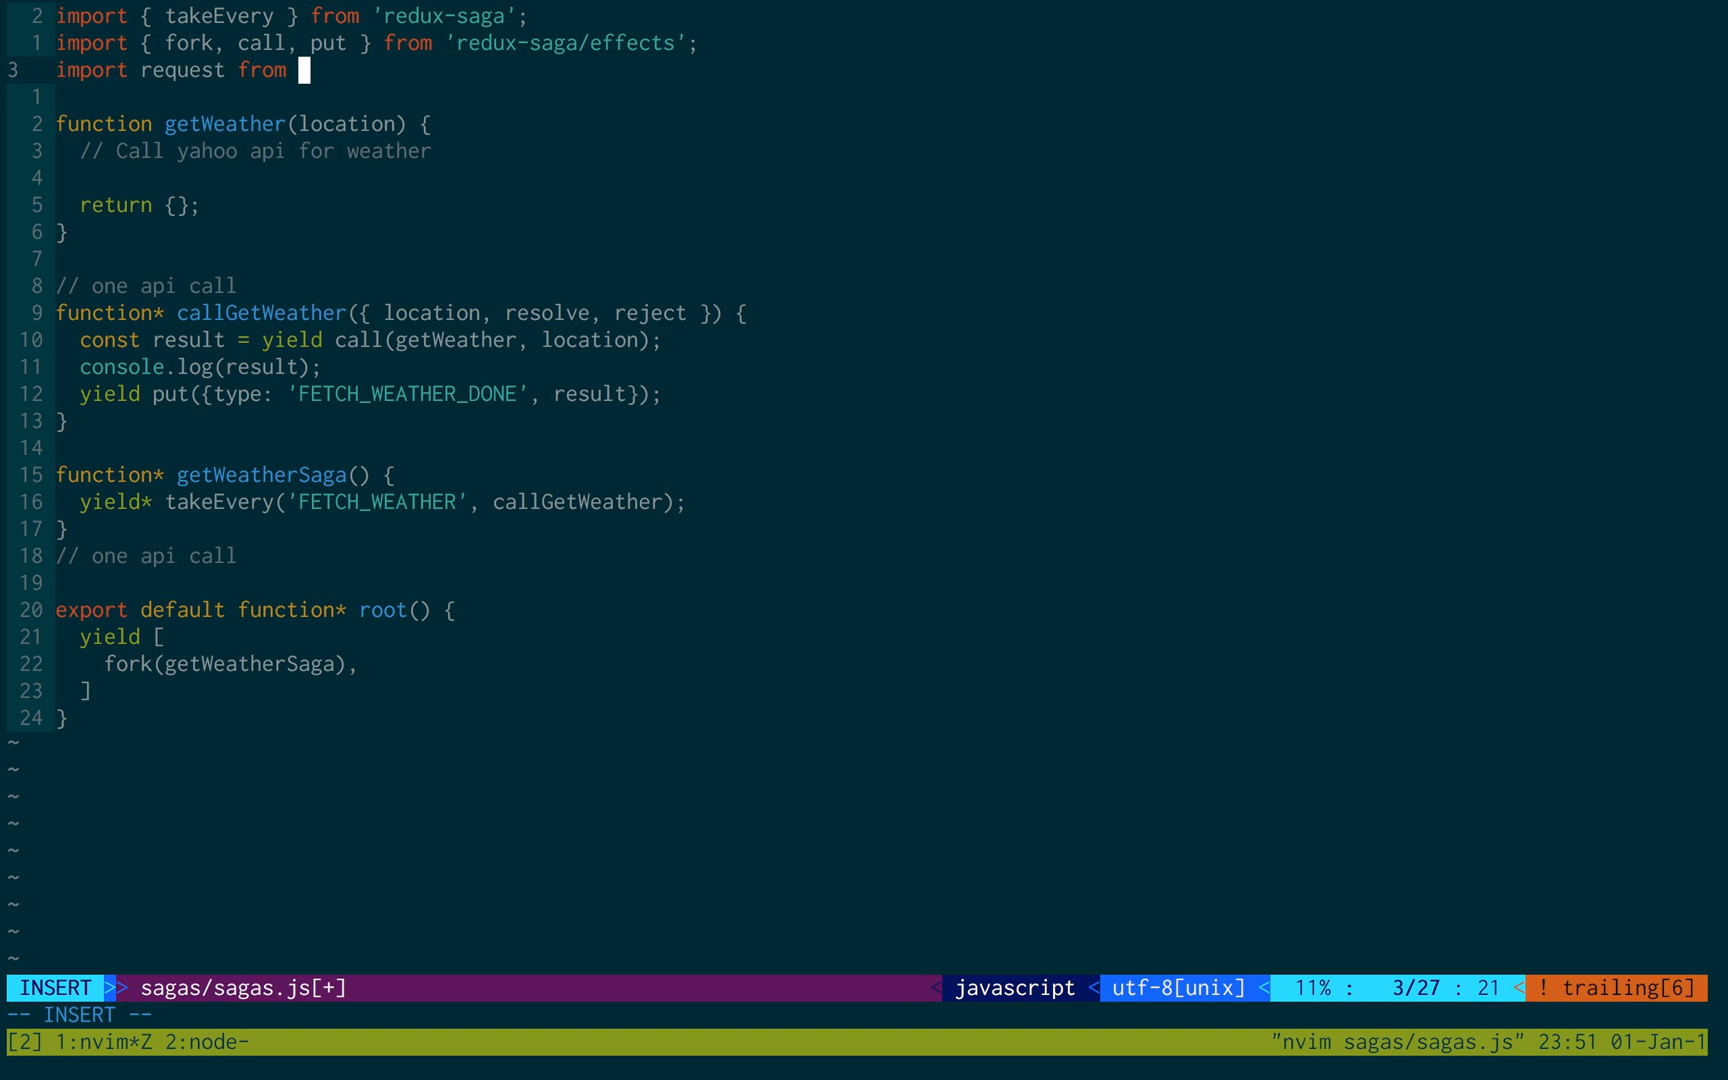 2 import { takeEvery } from 'redux-saga';
1 import { fork, call, put } from 'redux-saga/effects';
3 import request from
1
2 function getWeather(location) {
3   // Call yahoo api for weather
4
5   return {};
6 }
7
8 // one api call
9 function* callGetWeather({ location, resolve, reject }) {
10   const result = yield call(getWeather, location);
11   console.log(result);
12   yield put({type: 'FETCH_WEATHER_DONE', result});
13 }
14
15 function* getWeatherSaga() {
16   yield* takeEvery('FETCH_WEATHER', callGetWeather);
17 }
18 // one api call
19
20 export default function* root() {
21   yield [
22     fork(getWeatherSaga),
23   ]
24 }
~
~
~
~
~
~
~
~
~
INSERT >> sagas/sagas.js[+] < javascript < utf-8[unix] < 11% : 3/27 : 21 < ! trailing[6]
-- INSERT --
[2] 1:nvim*Z 2:node- "nvim sagas/sagas.js" 23:51 01-Jan-1